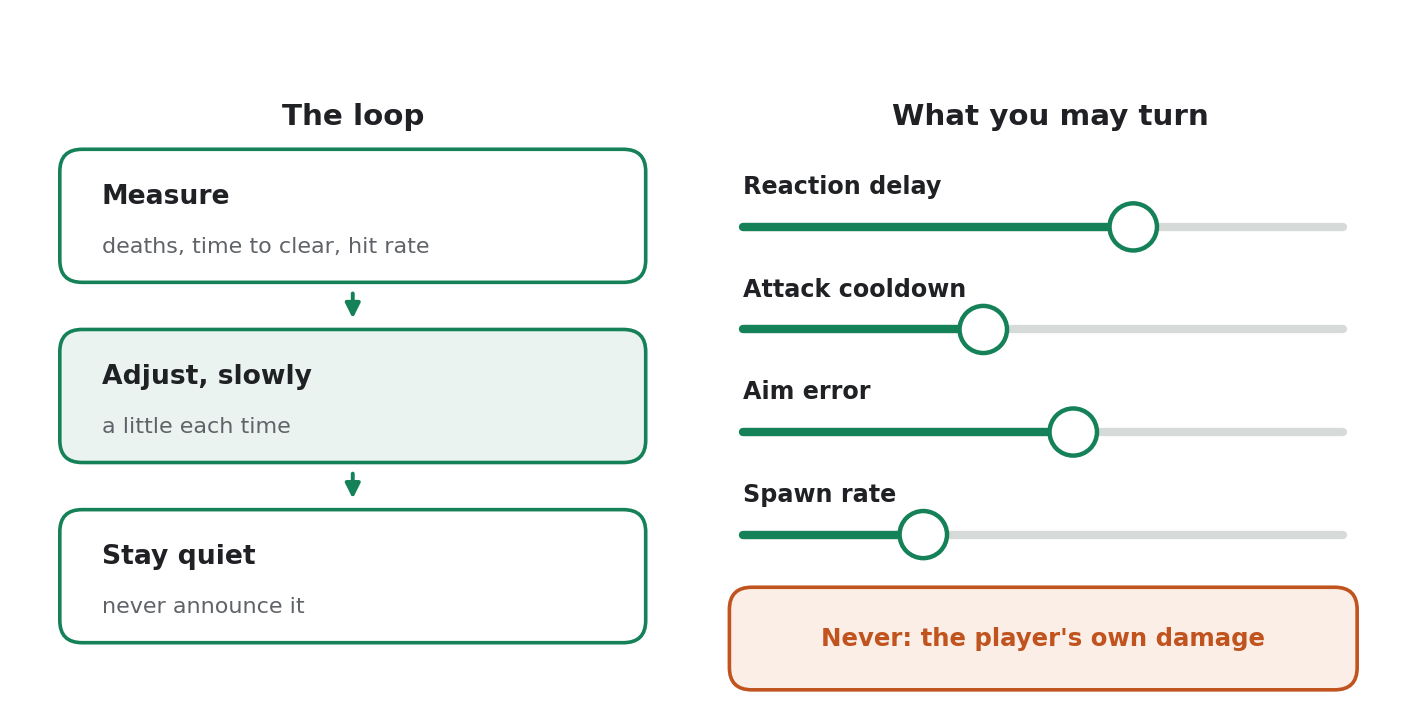 The loop
Measure
deaths, time to clear, hit rate
Adjust, slowly
a little each time
Stay quiet
never announce it
What you may turn
Reaction delay
Attack cooldown
Aim error
Spawn rate
Never: the player's own damage